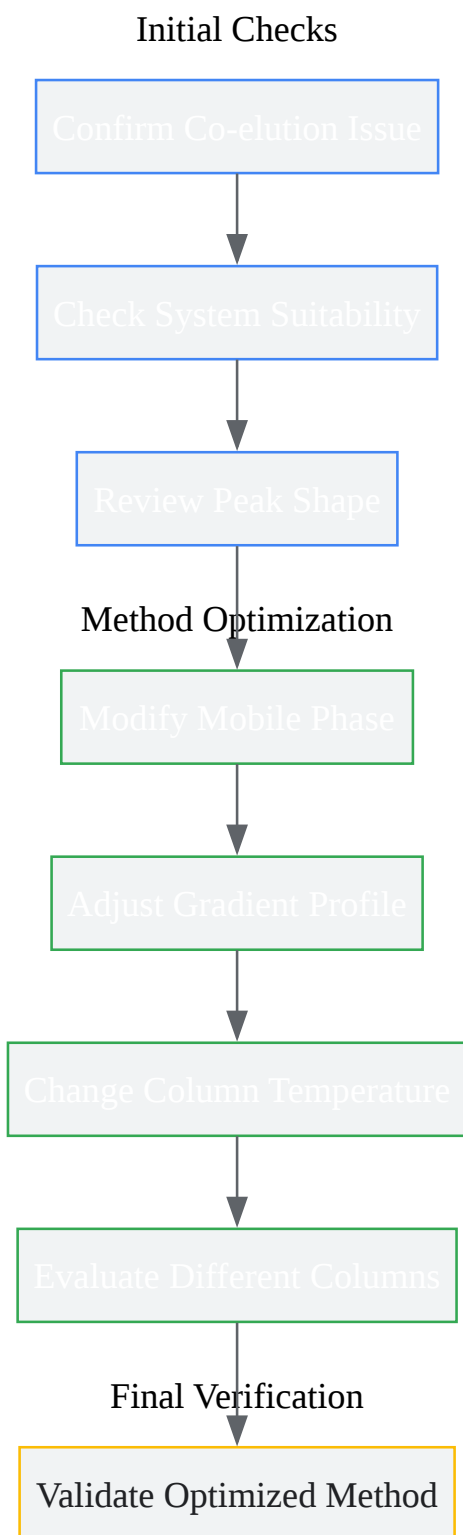 Initial Checks
Confirm Co-elution Issue
Check System Suitability
Review Peak Shape
Method Optimization
Modify Mobile Phase
Adjust Gradient Profile
Change Column Temperature
Evaluate Different Columns
Final Verification
Validate Optimized Method